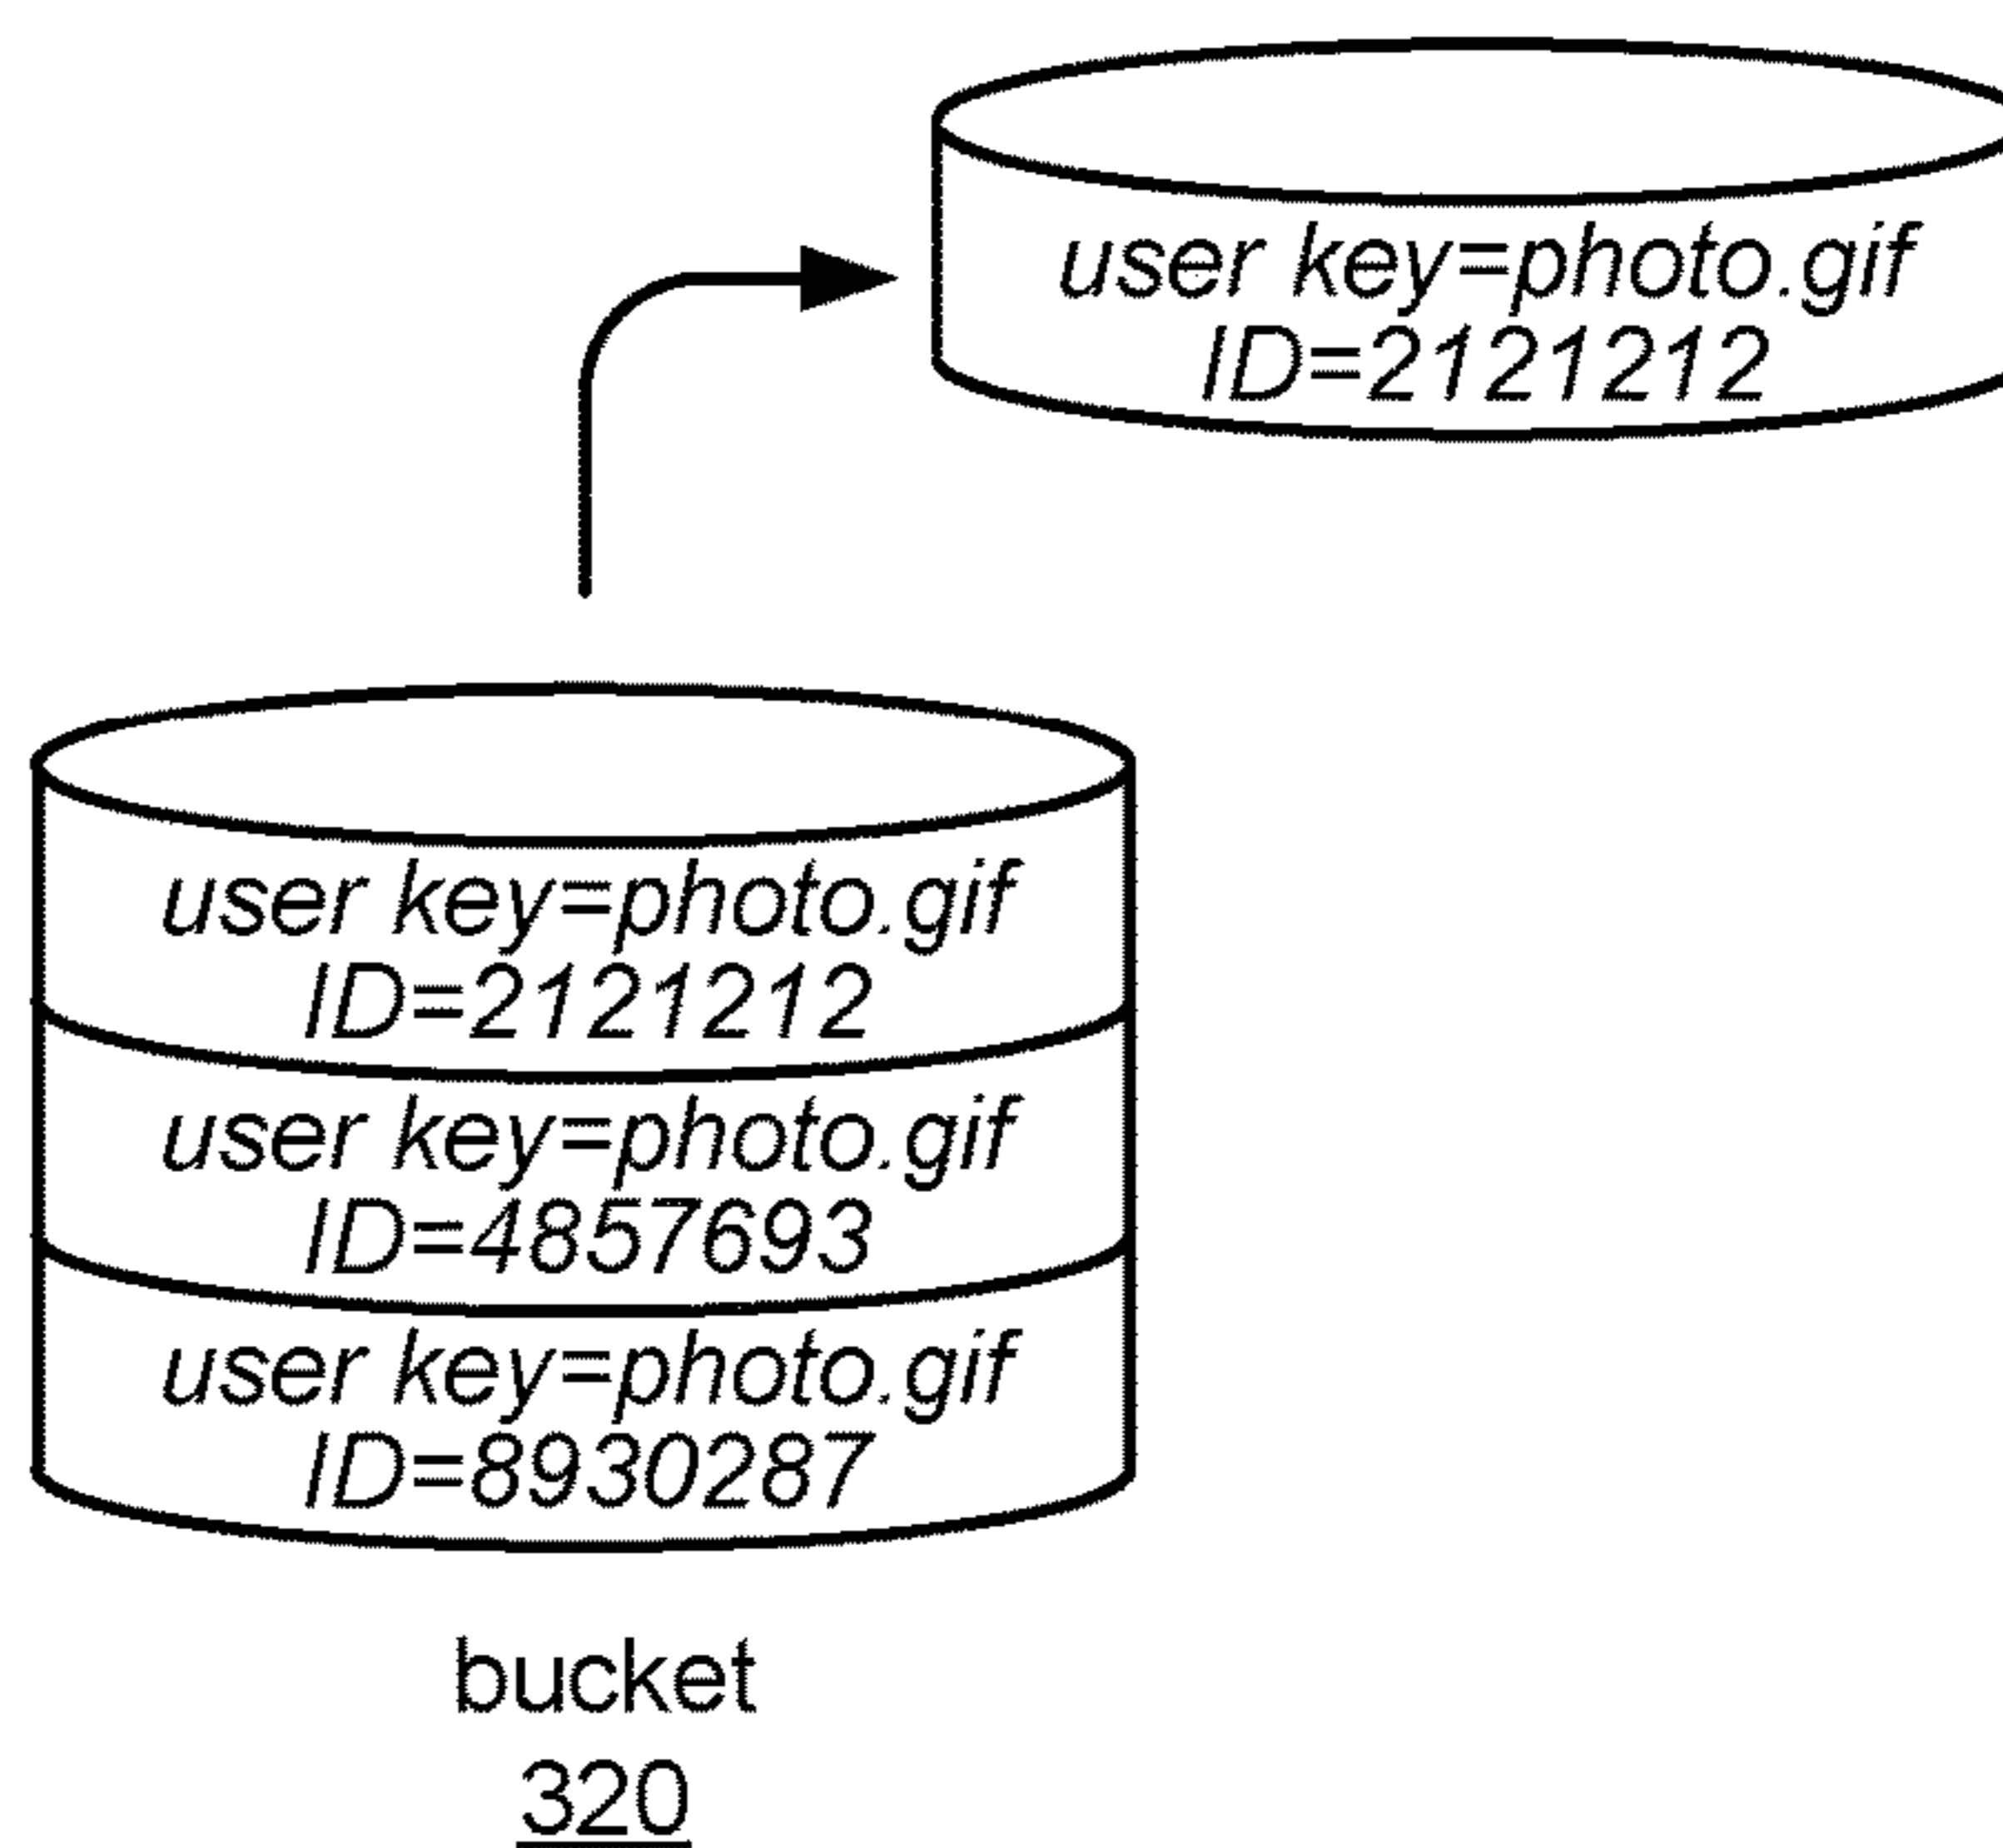 user key=photo.gif
ID=2121212
user key=photo.gif
ID=2121212
user key=photo.gif
ID=4857693
user key=photo.gif
ID=8930287
bucket
320